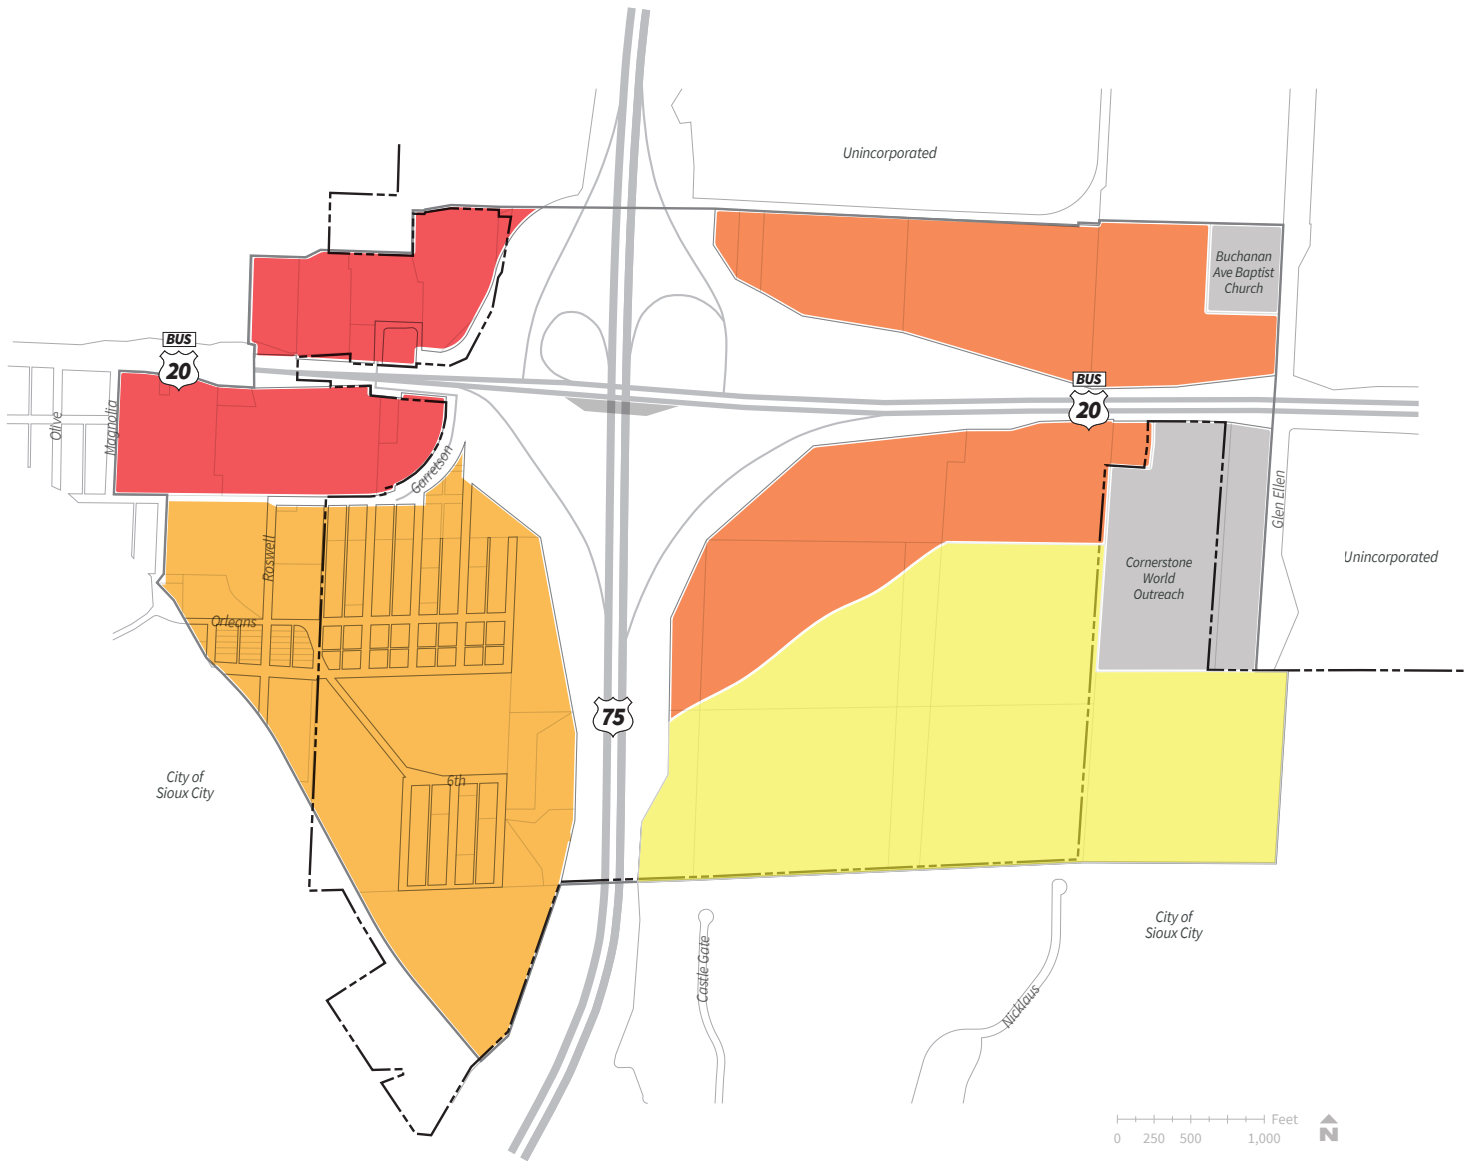 Unincorporated
Buchanan
Ave Baptist
Church
BUS
20
BUS
20
Olive
Magnolia
Garretson
Glen Ellen
Roswell
Unincorporated
Cornerstone
World
Outreach
Orleans
75
City of
Sioux City
6th
City of
Sioux City
Castle Gate
Nicklaus
Feet
0 250 500 1,000
N